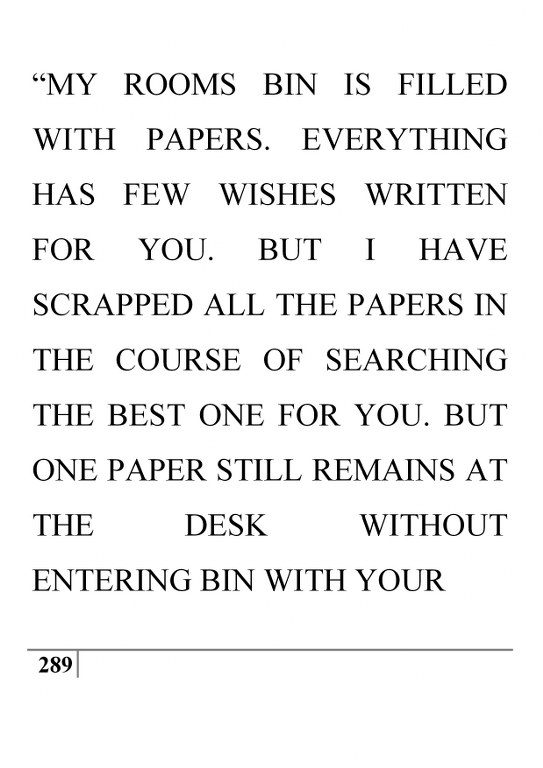 “MY ROOMS BIN IS FILLED
WITH PAPERS. EVERYTHING
HAS FEW WISHES WRITTEN
FOR YOU. BUT I HAVE
SCRAPPED ALL THE PAPERS IN
THE COURSE OF SEARCHING
THE BEST ONE FOR YOU. BUT
ONE PAPER STILL REMAINS AT
THE DESK WITHOUT
ENTERING BIN WITH YOUR
289